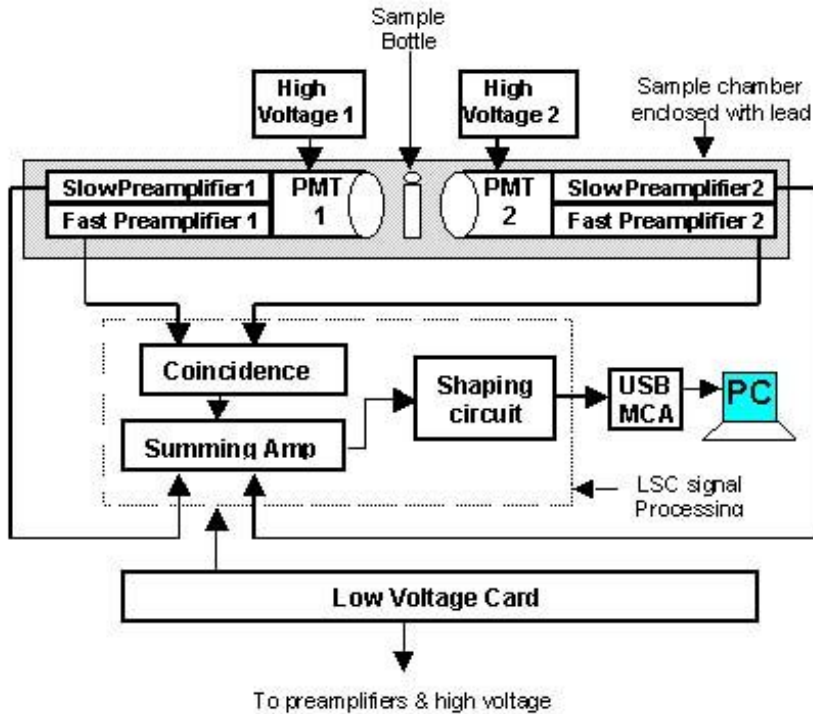 Sample
Bottle
High
Voltage 1
High
Voltage 2
Sample chamber
enclosed with lead
SlowPreamplifier1
Fast Preamplifier 1
PMT
1
PMT
2
SlowPreamplifier2
Fast Preamplifier 2
Coincidence
Summing Amp
Shaping
circuit
USB
MCA
PC
LSC signal
Processing
Low Voltage Card
To preamplifiers & high voltage